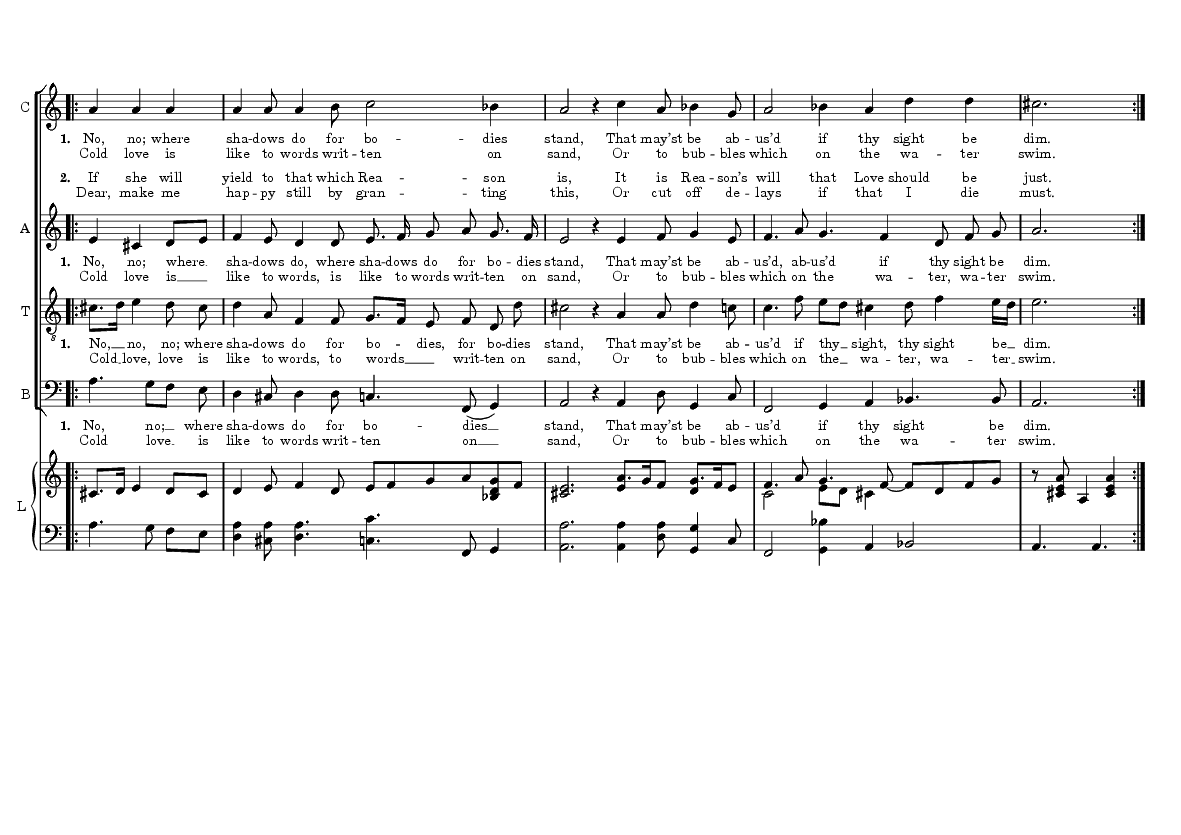 C
1. No, no; where sha-dows do for bo - - dies stand, That may'st be ab - us'd if thy sight be dim.
Cold love is like to words writ-ten on sand, Or to bub-bles which on the wa - ter swim.
2. If she will yield to that which Rea - - son is, It is Rea-son's will that Love should be just.
Dear, make me hap-py still by gran - - ting this, Or cut off de-lays if that I die must.
A
1. No, no; where sha-dows do, where sha-dows do for bo-dies stand, That may'st be ab - us'd, ab-us'd if thy sight be dim.
Cold love is__ like to words, is like to words writ-ten on sand, Or to bub-bles which on the wa - ter, wa-ter swim.
T
8
1. No,_ no, no; where sha-dows do for bo - dies, for bo-dies stand, That may'st be ab - us'd if thy_ sight, thy sight be_ dim.
Cold_love, love is like to words, to words__ writ-ten on sand, Or to bub-bles which on the_ wa - ter, wa - ter_ swim.
B
1. No, no;_ where sha-dows do for bo - dies_ stand, That may'st be ab - us'd if thy sight be dim.
Cold love_ is like to words writ-ten on__ sand, Or to bub-bles which on the wa - ter swim.
L